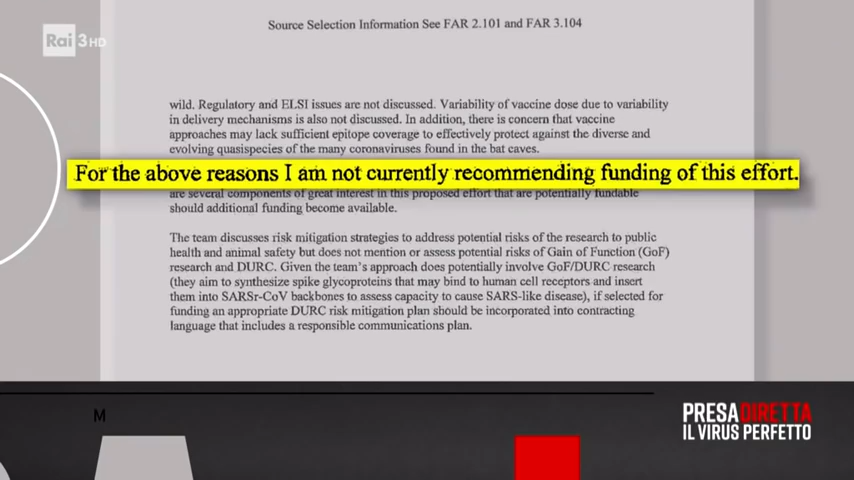 Source Selection Information See FAR 2.101 and FAR 3.104
Rai 3 HD
wild. Regulatory and ELSI issues are not discussed. Variability of vaccine dose due to variability
in delivery mechanisms is also not discussed. In addition, there is concern that vaccine
approaches may lack sufficient epitope coverage to effectively protect against the diverse and
evolving quasispecies of the many coronaviruses found in the bat caves.
For the above reasons I am not currently recommending funding of this effort.
are several components of great interest in this proposed effort that are potentially fundable
should additional funding become available.
The team discusses risk mitigation strategies to address potential risks of the research to public
health and animal safety but does not mention or assess potential risks of Gain of Function (GoF)
research and DURC. Given the team's approach does potentially involve GoF/DURC research
(they aim to synthesize spike glycoproteins that may bind to human cell receptors and insert
them into SARSr-CoV backbones to assess capacity to cause SARS-like disease), if selected for
funding an appropriate DURC risk mitigation plan should be incorporated into contracting
language that includes a responsible communications plan.
M
PRESADIRETTA
IL VIRUS PERFETTO